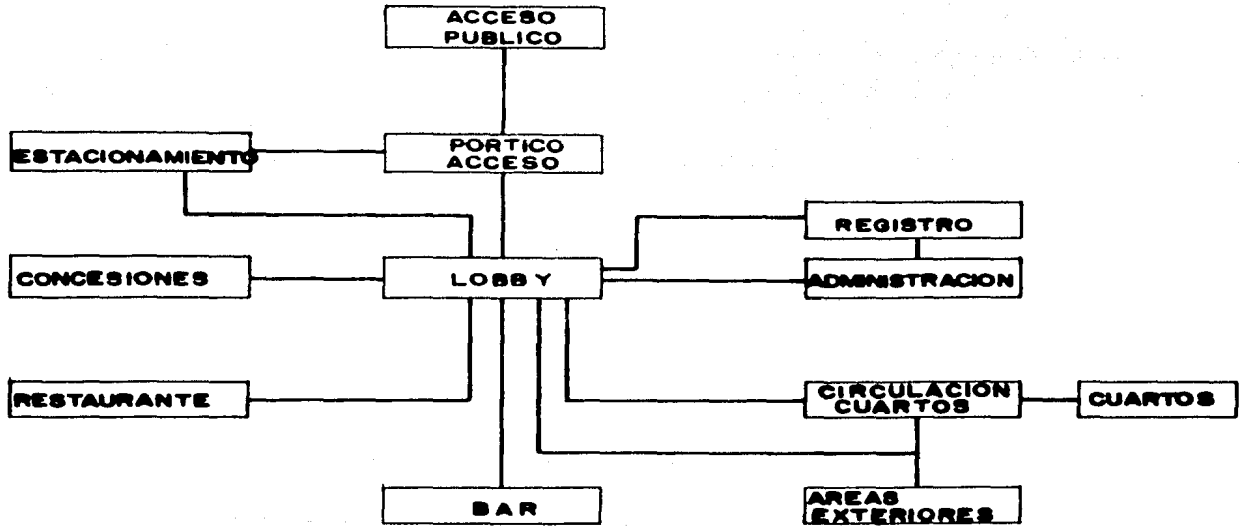 ACCESO
PUBLICO
ESTACIONAMIENTO
PORTICO
ACCESO
REGISTRO
CONCESIONES
LOBBY
ADMINISTRACION
RESTAURANTE
CIRCULACION
CUARTOS
CUARTOS
BAR
AREAS
EXTERIORES